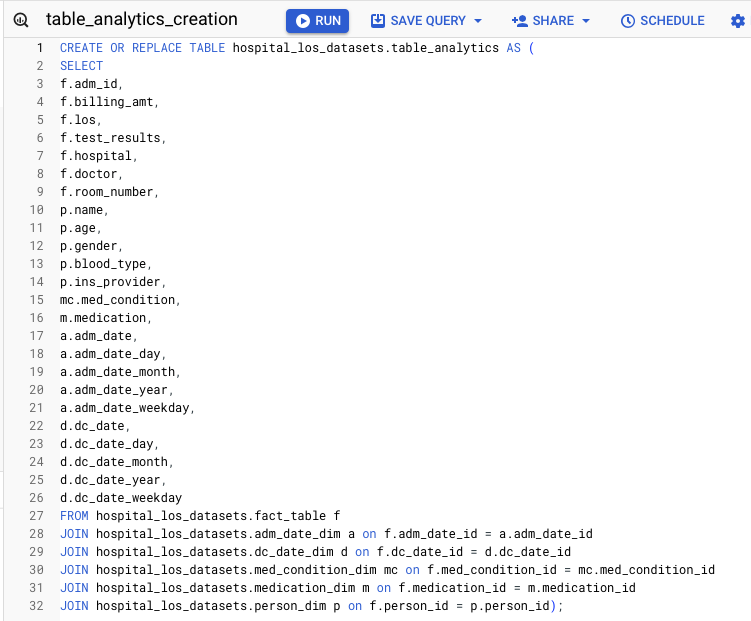 table_analytics_creation RUN SAVE QUERY SHARE SCHEDULE
1 CREATE OR REPLACE TABLE hospital_los_datasets.table_analytics AS (
2 SELECT
3 f.adm_id,
4 f.billing_amt,
5 f.los,
6 f.test_results,
7 f.hospital,
8 f.doctor,
9 f.room_number,
10 p.name,
11 p.age,
12 p.gender,
13 p.blood_type,
14 p.ins_provider,
15 mc.med_condition,
16 m.medication,
17 a.adm_date,
18 a.adm_date_day,
19 a.adm_date_month,
20 a.adm_date_year,
21 a.adm_date_weekday,
22 d.dc_date,
23 d.dc_date_day,
24 d.dc_date_month,
25 d.dc_date_year,
26 d.dc_date_weekday
27 FROM hospital_los_datasets.fact_table f
28 JOIN hospital_los_datasets.adm_date_dim a on f.adm_date_id = a.adm_date_id
29 JOIN hospital_los_datasets.dc_date_dim d on f.dc_date_id = d.dc_date_id
30 JOIN hospital_los_datasets.med_condition_dim mc on f.med_condition_id = mc.med_condition_id
31 JOIN hospital_los_datasets.medication_dim m on f.medication_id = m.medication_id
32 JOIN hospital_los_datasets.person_dim p on f.person_id = p.person_id);